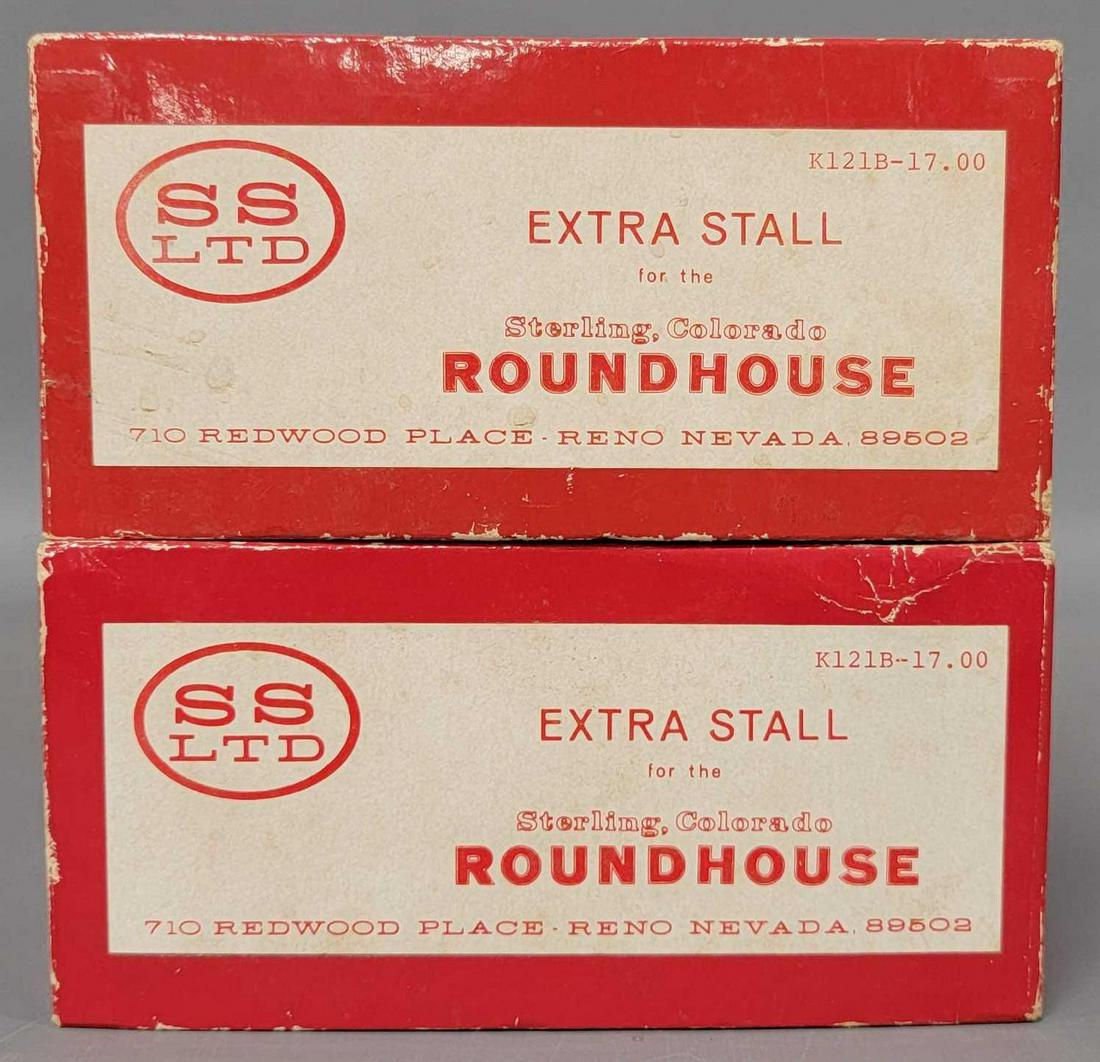 SS
LTD
K121B-17.00
EXTRA STALL
for the
Sterling, Colorado
ROUNDHOUSE
710 REDWOOD PLACE - RENO NEVADA, 89502
SS
LTD
K121B-17.00
EXTRA STALL
for the
Sterling, Colorado
ROUNDHOUSE
710 REDWOOD PLACE - RENO NEVADA, 89502